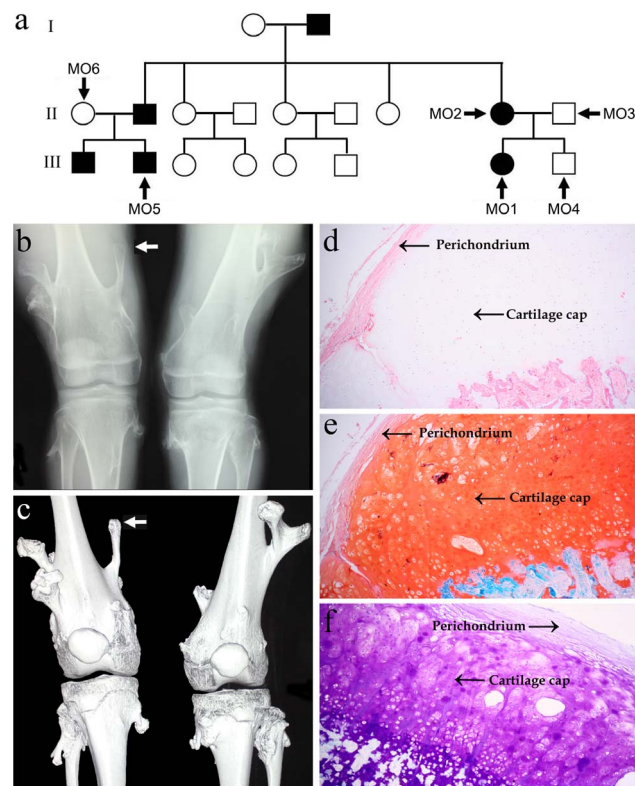 a
I
MO6
II
MO2
MO3
III
MO5
MO1
MO4
b
c
d
Perichondrium
Cartilage cap
e
Perichondrium
Cartilage cap
f
Perichondrium
Cartilage cap